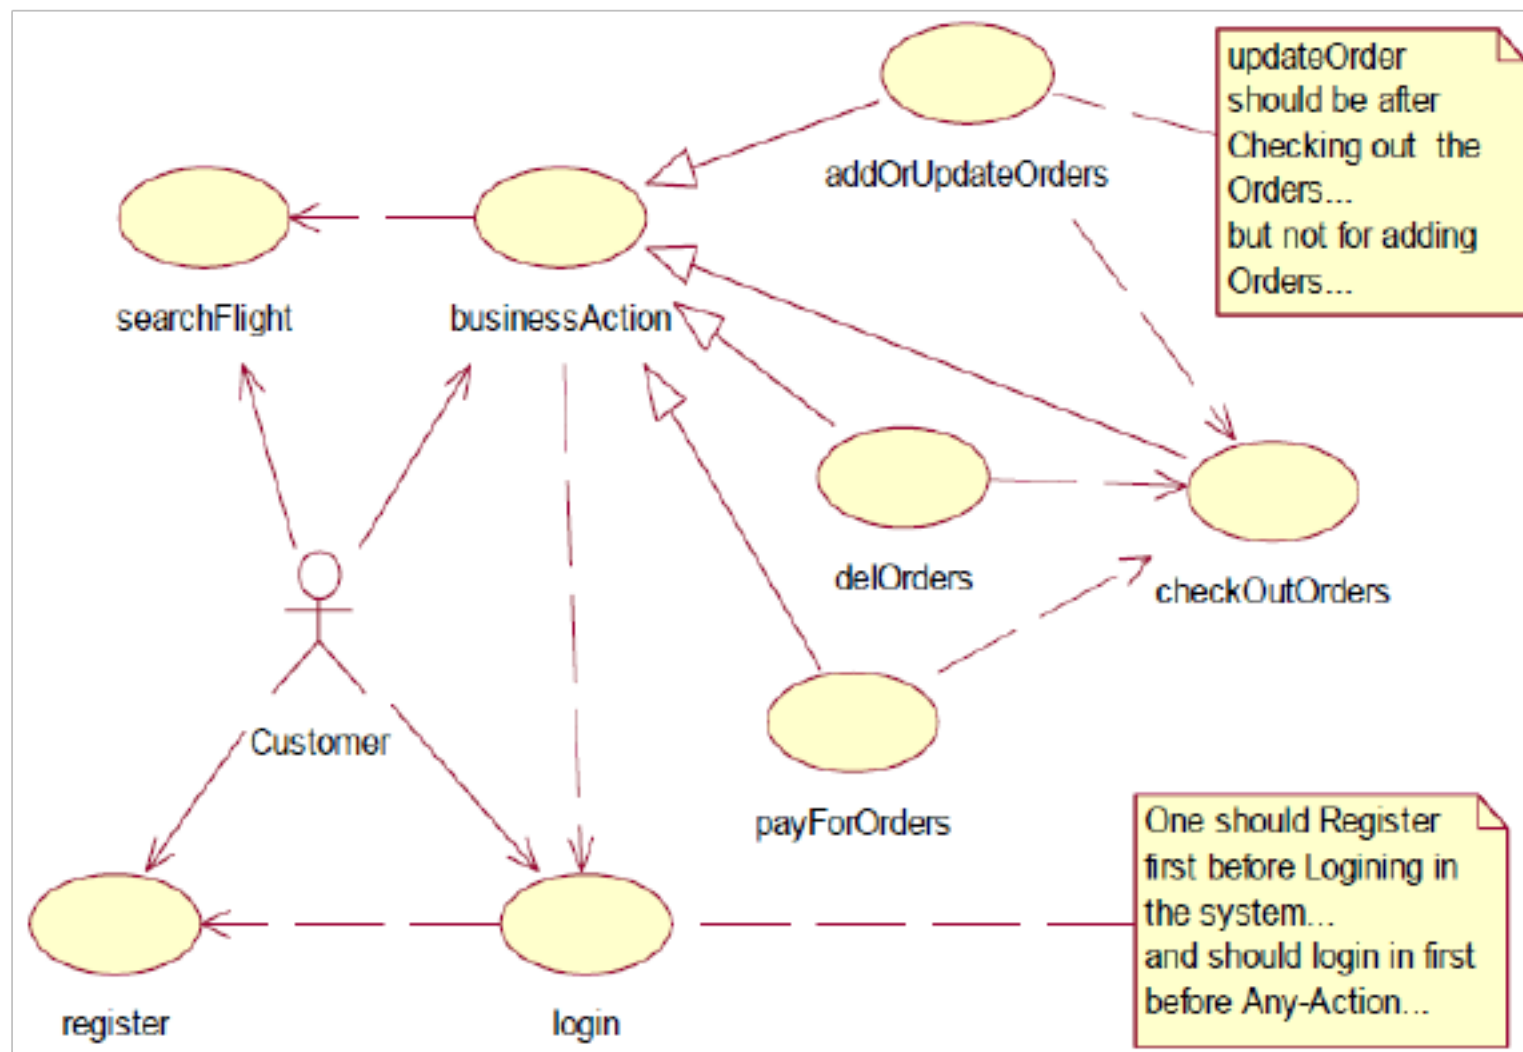 updateOrder
should be after
Checking out the
Orders...
but not for adding
Orders...
addOrUpdateOrders
searchFlight
businessAction
delOrders
checkOutOrders
Customer
payForOrders
One should Register
first before Logining in
the system...
and should login in first
before Any-Action...
register
login